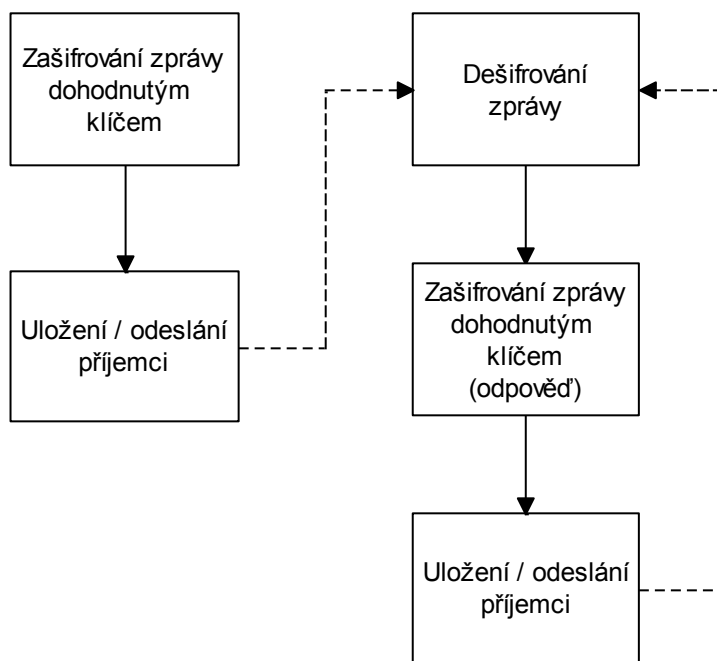 Zašifrování zprávy
dohodnutým
klíčem
Uložení / odeslání
příjemci
Dešifrování
zprávy
Zašifrování zprávy
dohodnutým
klíčem
(odpověď)
Uložení / odeslání
příjemci